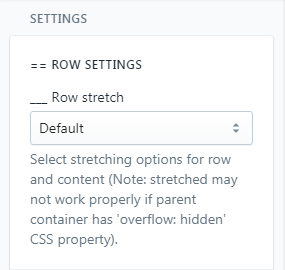 SETTINGS
== ROW SETTINGS
___ Row stretch
Default
Select stretching options for row
and content (Note: stretched may
not work properly if parent
container has 'overflow: hidden'
CSS property).